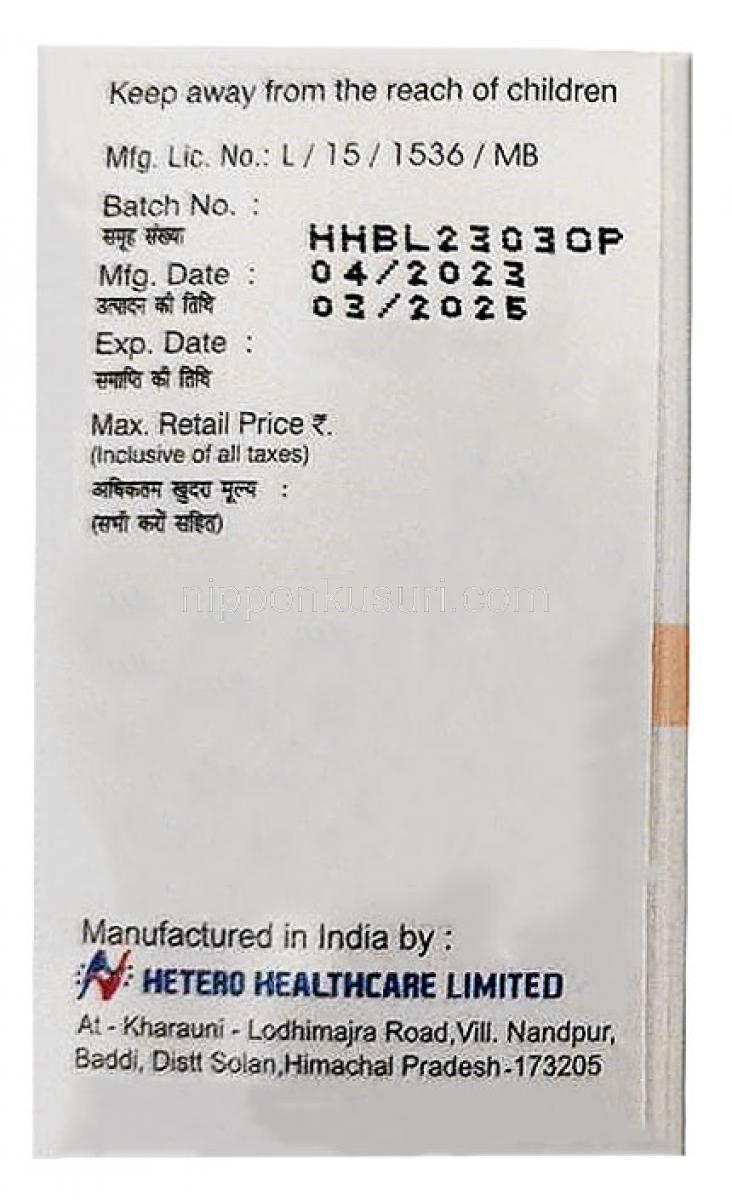 Keep away from the reach of children
Mfg. Lic. No.: L / 15 / 1536 / MB
Batch No. :
समूह संख्या
HHBL23030P
Mfg. Date :
04/2023
उत्पादन की तिथि
03/2025
Exp. Date :
समाप्ति की तिथि
Max. Retail Price ₹.
(Inclusive of all taxes)
अधिकतम खुदरा मूल्य :
(सभी करों सहित)
nipponkusuri.com
Manufactured in India by :
HETERO HEALTHCARE LIMITED
At - Kharauni - Lodhimajra Road,Vill. Nandpur,
Baddi, Distt Solan,Himachal Pradesh-173205